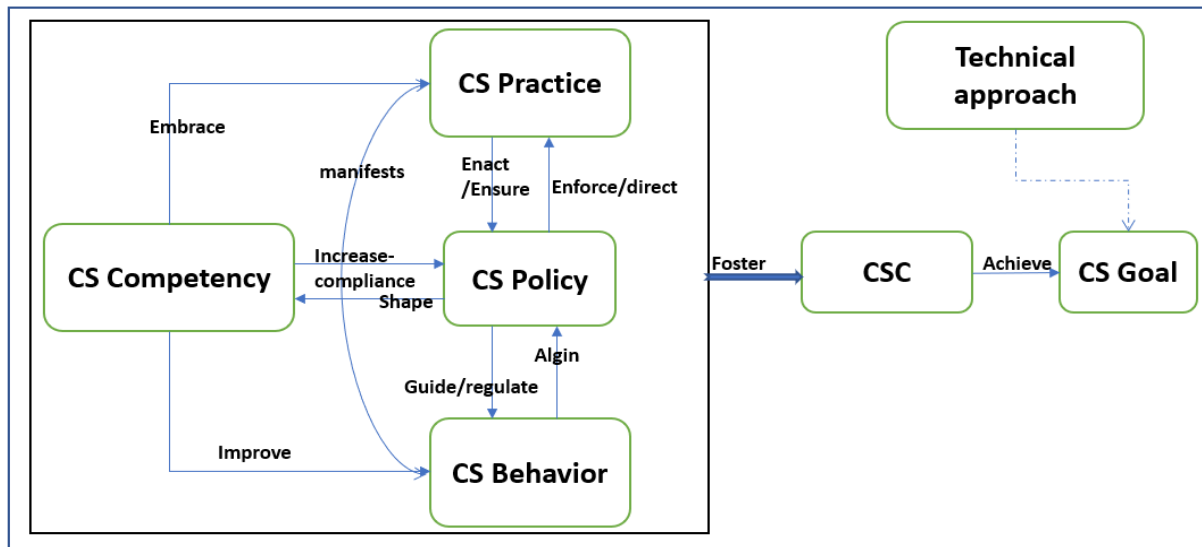 CS Practice
Technical
approach
Embrace
manifests
Enact
/Ensure
Enforce/direct
CS Competency
Increase-
compliance
Shape
CS Policy
Foster
CSC
Achieve
CS Goal
Guide/regulate
Algin
Improve
CS Behavior